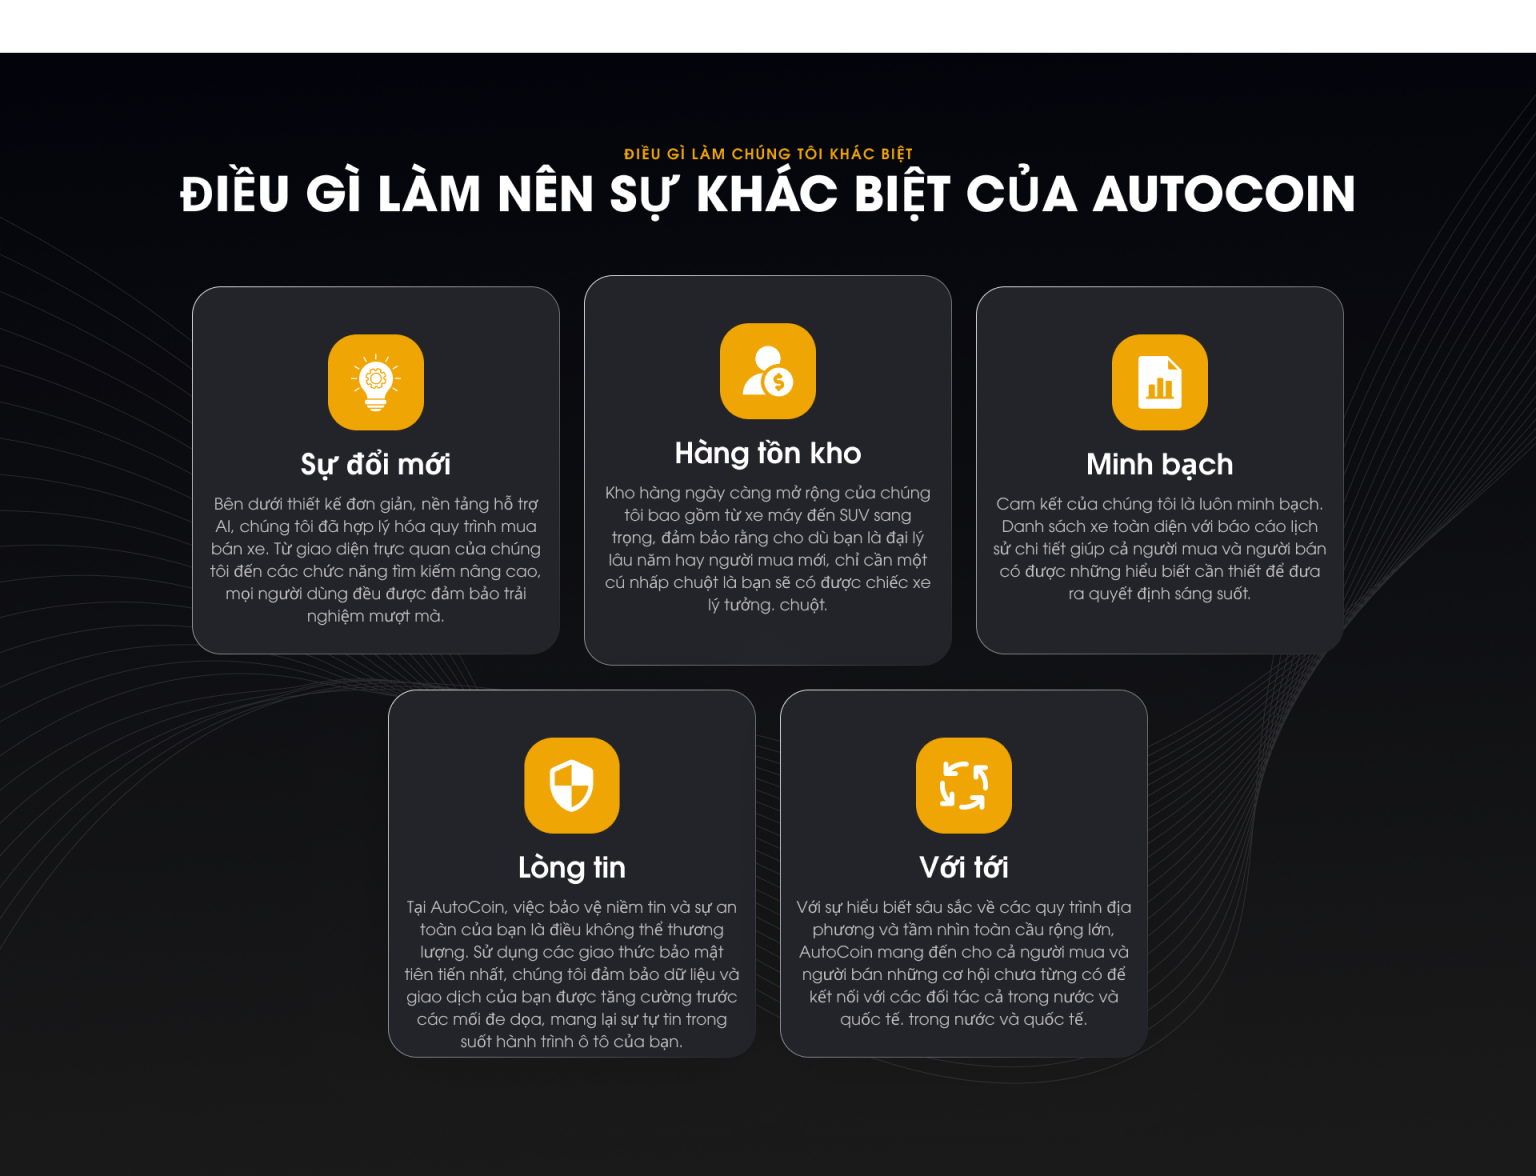 ĐIỀU GÌ LÀM CHÚNG TÔI KHÁC BIỆT
ĐIỀU GÌ LÀM NÊN SỰ KHÁC BIỆT CỦA AUTOCOIN
Sự đổi mới
Bên dưới thiết kế đơn giản, nền tảng hỗ trợ
AI, chúng tôi đã hợp lý hóa quy trình mua
bán xe. Từ giao diện trực quan của chúng
tôi đến các chức năng tìm kiếm nâng cao,
mọi người dùng đều được đảm bảo trải
nghiệm mượt mà.
Hàng tồn kho
Kho hàng ngày càng mở rộng của chúng
tôi bao gồm từ xe máy đến SUV sang
trọng, đảm bảo rằng cho dù bạn là đại lý
lâu năm hay người mua mới, chỉ cần một
cú nhấp chuột là bạn sẽ có được chiếc xe
lý tưởng. chuột.
Minh bạch
Cam kết của chúng tôi là luôn minh bạch.
Danh sách xe toàn diện với báo cáo lịch
sử chi tiết giúp cả người mua và người bán
có được những hiểu biết cần thiết để đưa
ra quyết định sáng suốt.
Lòng tin
Tại AutoCoin, việc bảo vệ niềm tin và sự an
toàn của bạn là điều không thể thương
lượng. Sử dụng các giao thức bảo mật
tiên tiến nhất, chúng tôi đảm bảo dữ liệu và
giao dịch của bạn được tăng cường trước
các mối đe dọa, mang lại sự tự tin trong
suốt hành trình ô tô của bạn.
Với tới
Với sự hiểu biết sâu sắc về các quy trình địa
phương và tầm nhìn toàn cầu rộng lớn,
AutoCoin mang đến cho cả người mua và
người bán những cơ hội chưa từng có để
kết nối với các đối tác cả trong nước và
quốc tế. trong nước và quốc tế.